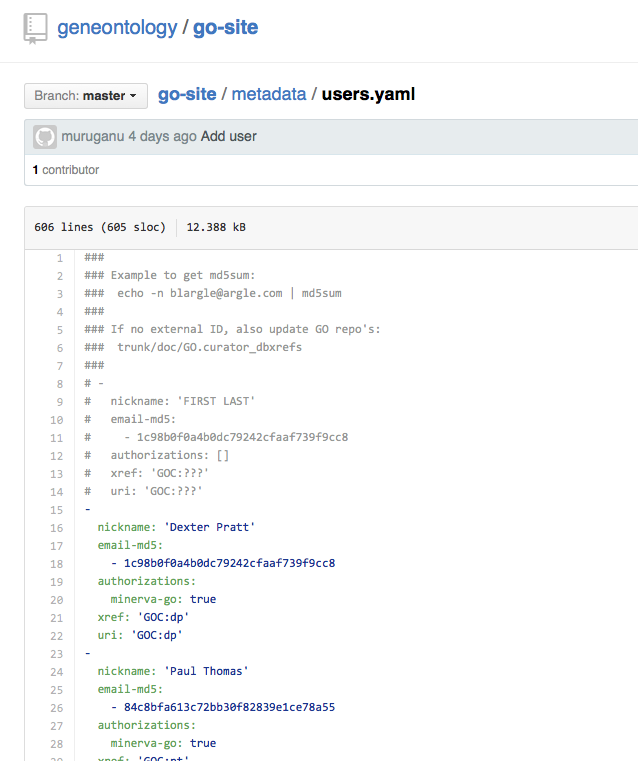 geneontology / go-site
Branch: master
go-site / metadata / users.yaml
muruganu 4 days ago Add user
1 contributor
606 lines (605 sloc) 12.388 kB
1 ###
2 ### Example to get md5sum:
3 ###  echo -n blargle@argle.com | md5sum
4 ###
5 ### If no external ID, also update GO repo's:
6 ###  trunk/doc/GO.curator_dbxrefs
7 ###
8 # -
9 #   nickname: 'FIRST LAST'
10 #   email-md5:
11 #     - 1c98b0f0a4b0dc79242cfaaf739f9cc8
12 #   authorizations: []
13 #   xref: 'GOC:???'
14 #   uri: 'GOC:???'
15 -
16   nickname: 'Dexter Pratt'
17   email-md5:
18     - 1c98b0f0a4b0dc79242cfaaf739f9cc8
19   authorizations:
20     minerva-go: true
21   xref: 'GOC:dp'
22   uri: 'GOC:dp'
23 -
24   nickname: 'Paul Thomas'
25   email-md5:
26     - 84c8bfa613c72bb30f82839e1ce78a55
27   authorizations:
28     minerva-go: true
29   xref: 'GOC:pt'